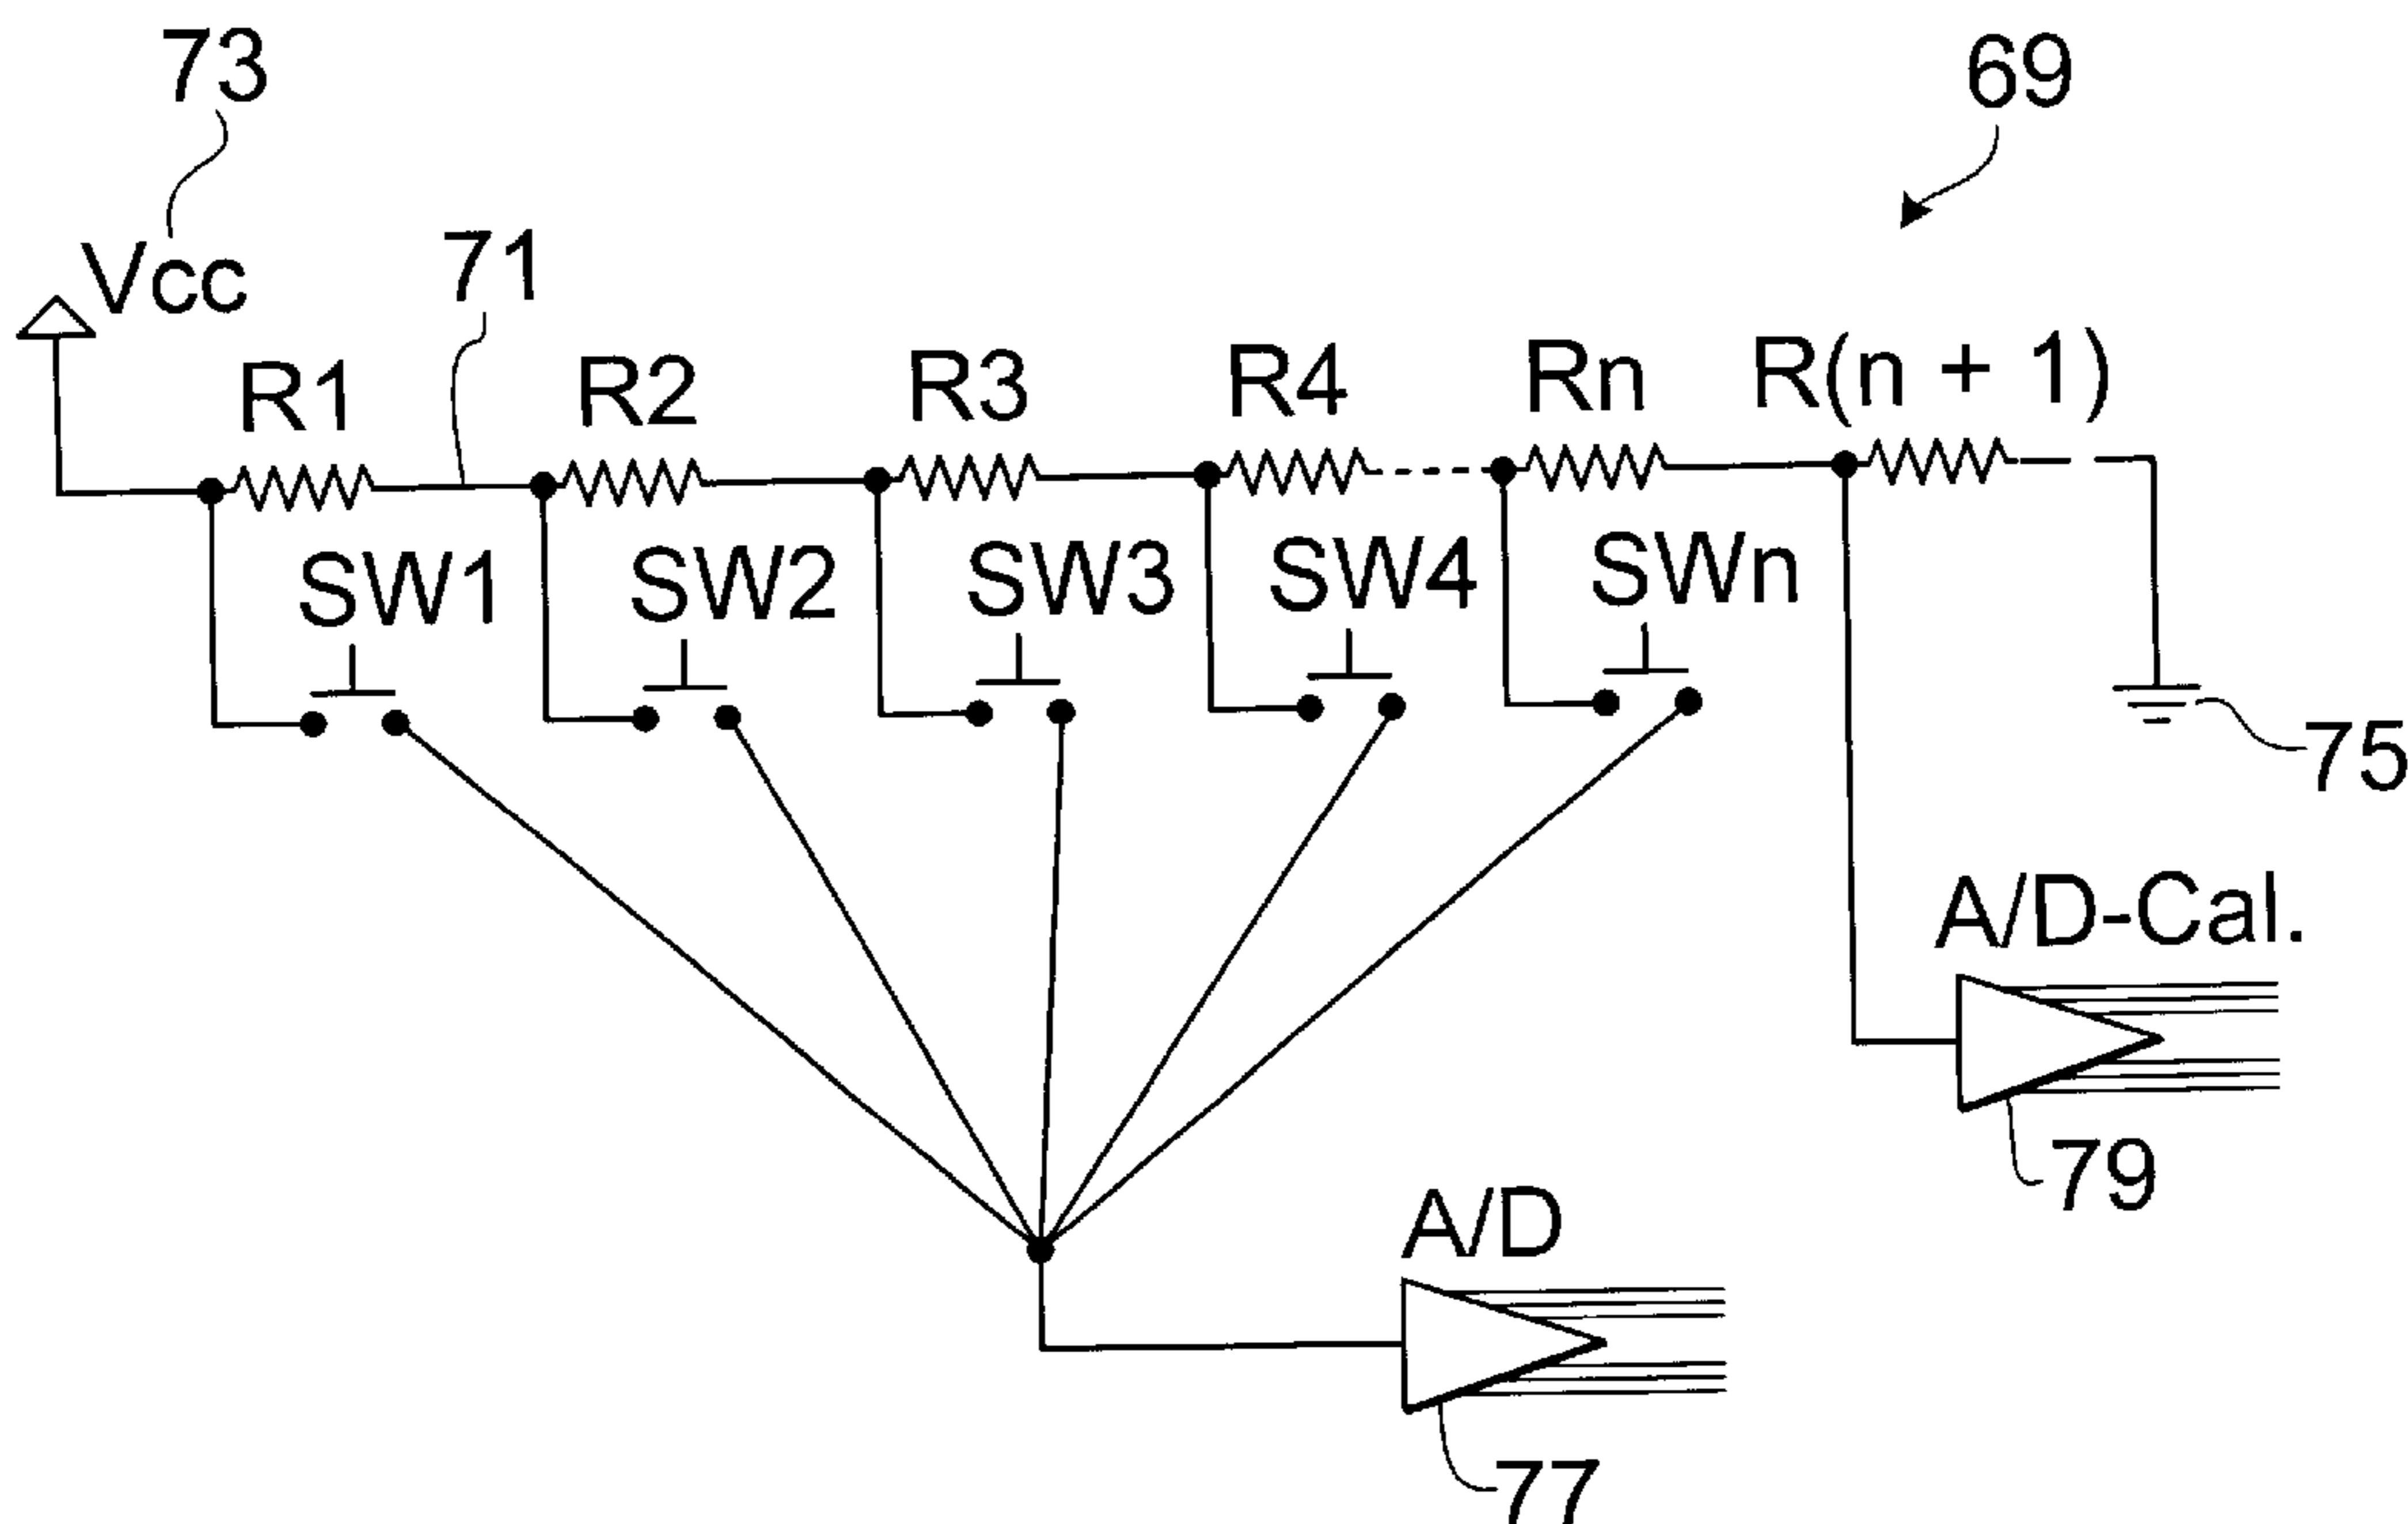 73
69
Vcc
71
R1
R2
R3
R4
Rn
R(n + 1)
SW1
SW2
SW3
SW4
SWn
75
A/D-Cal.
79
A/D
77